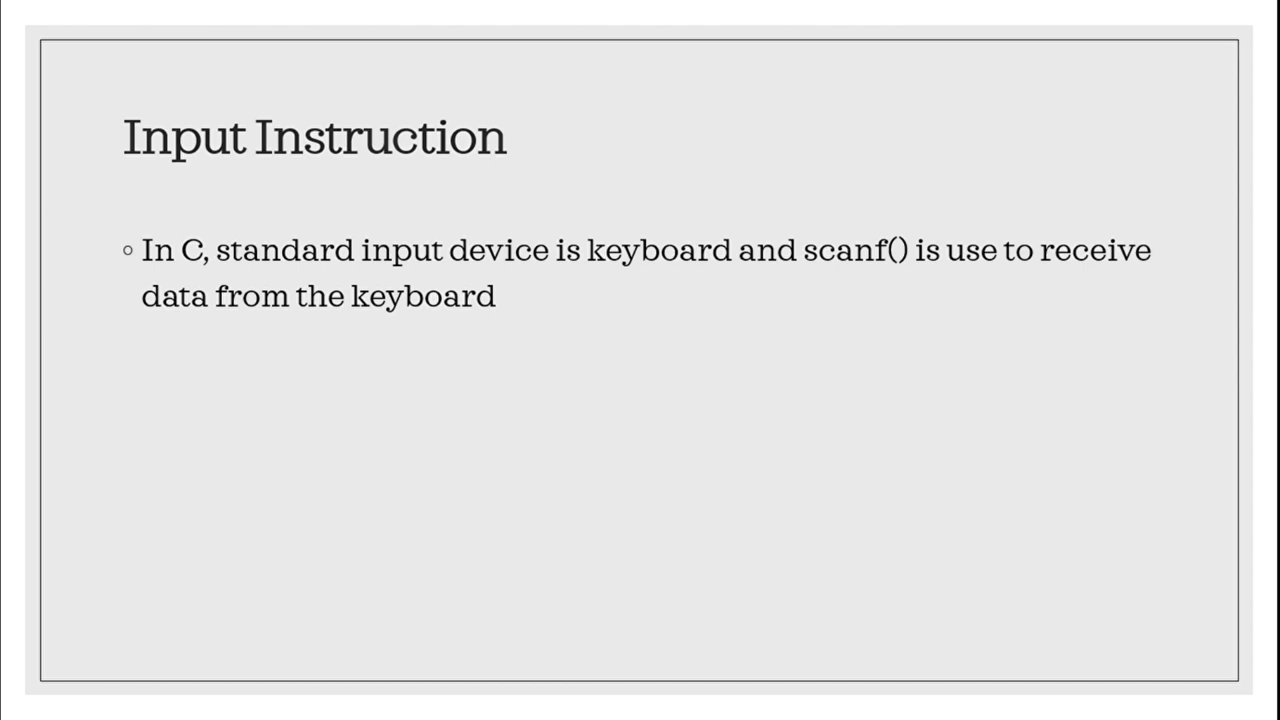 Input Instruction
In C, standard input device is keyboard and scanf() is use to receive
data from the keyboard